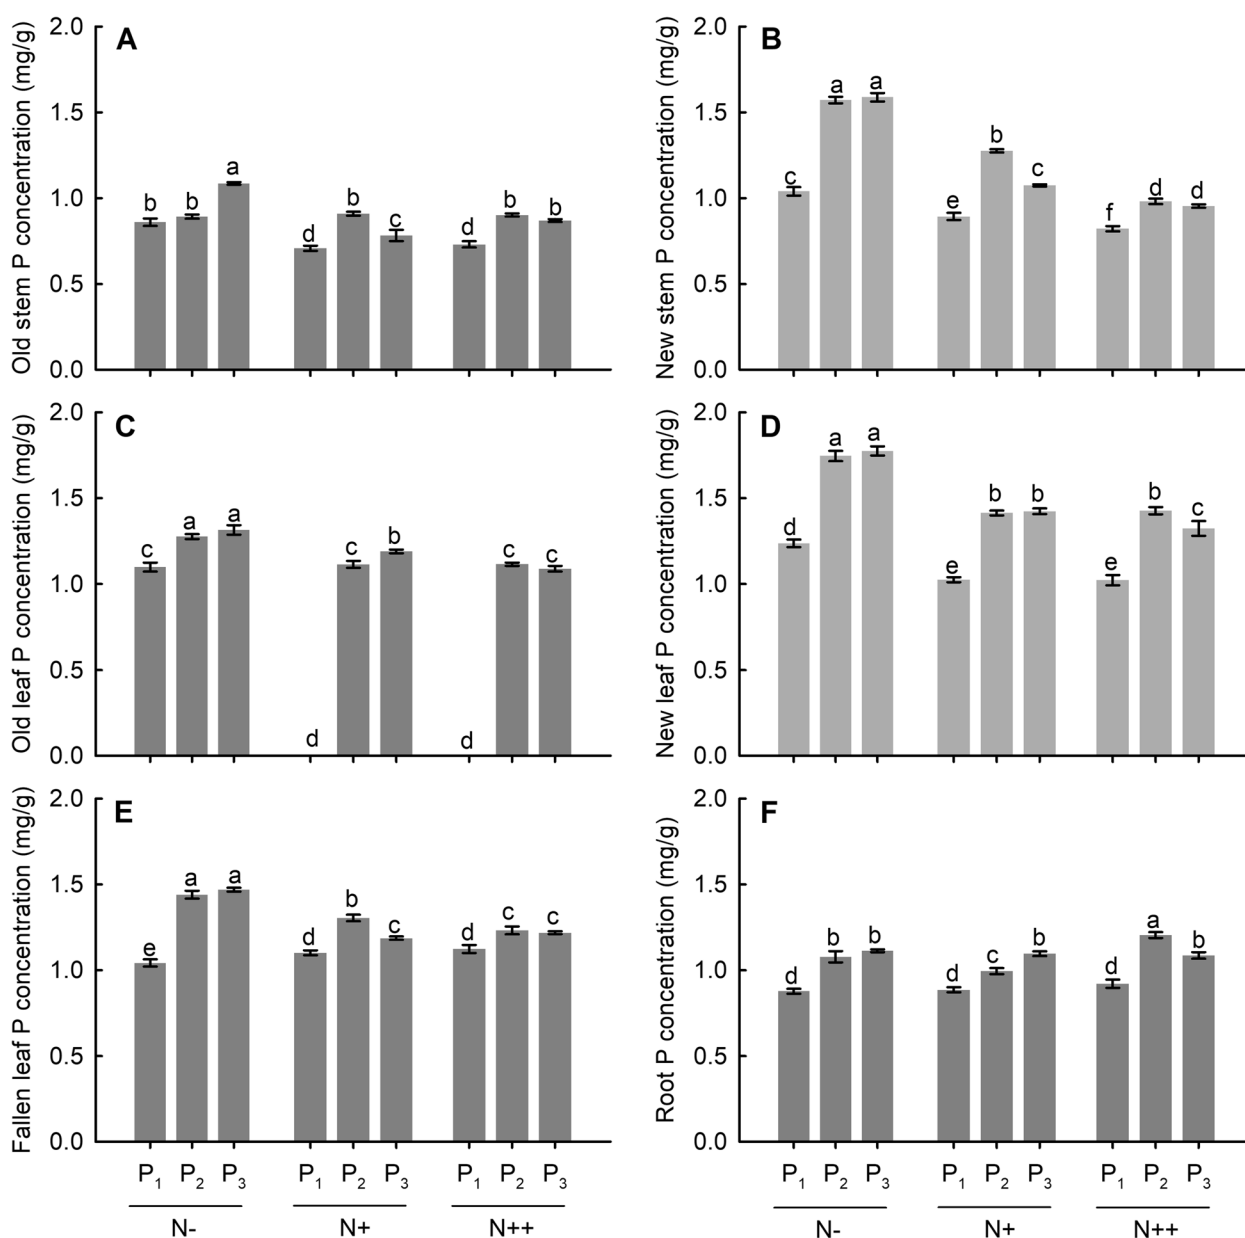 A
Old stem P concentration (mg/g)
2.0
1.5
1.0
0.5
0.0
b b a
d b c
d b b
B
New stem P concentration (mg/g)
2.0
1.5
1.0
0.5
0.0
c a a
e b c
f d d
C
Old leaf P concentration (mg/g)
2.0
1.5
1.0
0.5
0.0
c a a
d c b
d c c
D
New leaf P concentration (mg/g)
2.0
1.5
1.0
0.5
0.0
d a a
e b b
e b c
E
Fallen leaf P concentration (mg/g)
2.0
1.5
1.0
0.5
0.0
e a a
d b c
d c c
P₁ P₂ P₃ P₁ P₂ P₃ P₁ P₂ P₃
N- N+ N++
F
Root P concentration (mg/g)
2.0
1.5
1.0
0.5
0.0
d b b
d c b
d a b
P₁ P₂ P₃ P₁ P₂ P₃ P₁ P₂ P₃
N- N+ N++